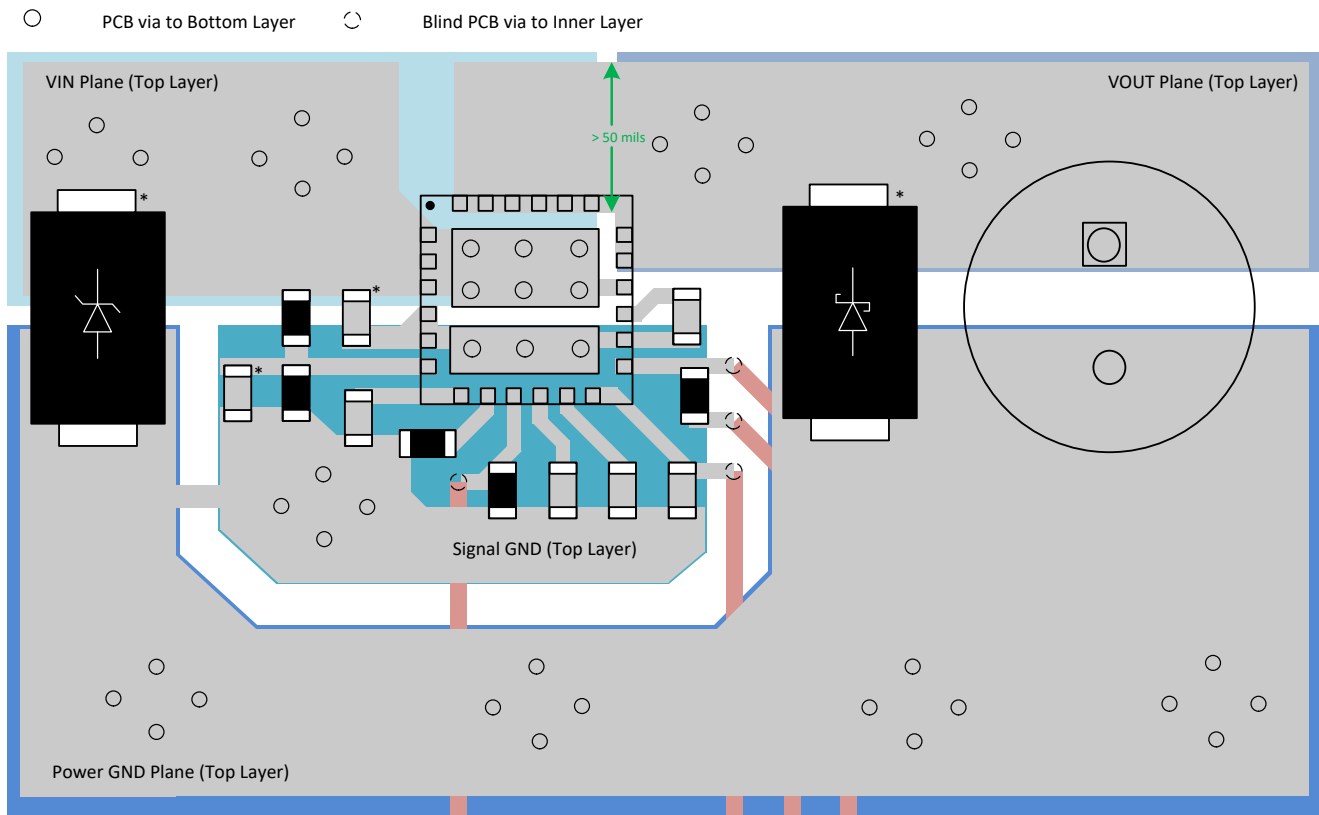 PCB via to Bottom Layer
Blind PCB via to Inner Layer
VIN Plane (Top Layer)
VOUT Plane (Top Layer)
> 50 mils
*
*
*
*
Signal GND (Top Layer)
Power GND Plane (Top Layer)